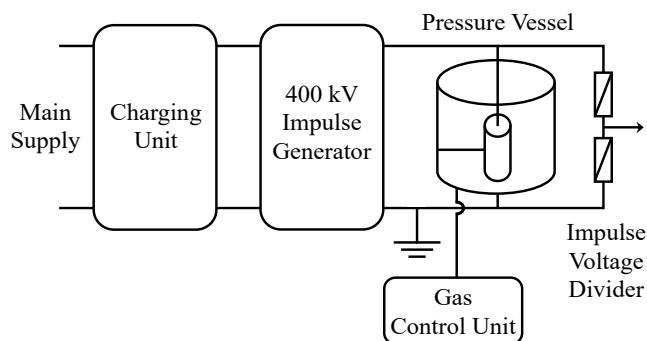 Pressure Vessel
Main
Supply
Charging
Unit
400 kV
Impulse
Generator
Impulse
Voltage
Divider
Gas
Control Unit